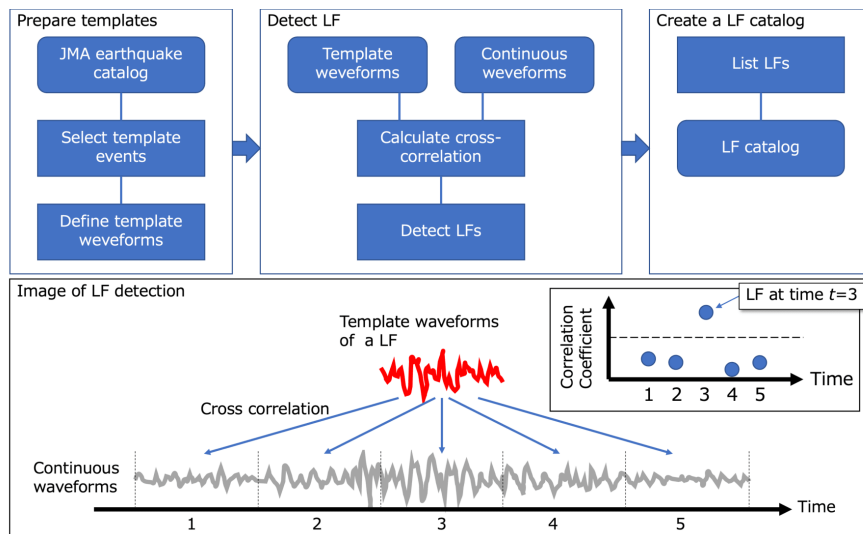 Prepare templates
JMA earthquake
catalog
Select template
events
Define template
weveforms
Detect LF
Template
weveforms
Continuous
weveforms
Calculate cross-
correlation
Detect LFs
Create a LF catalog
List LFs
LF catalog
Image of LF detection
Template waveforms
of a LF
Cross correlation
Continuous
waveforms
1 2 3 4 5
Time
Correlation
Coefficient
LF at time t=3
1 2 3 4 5
Time